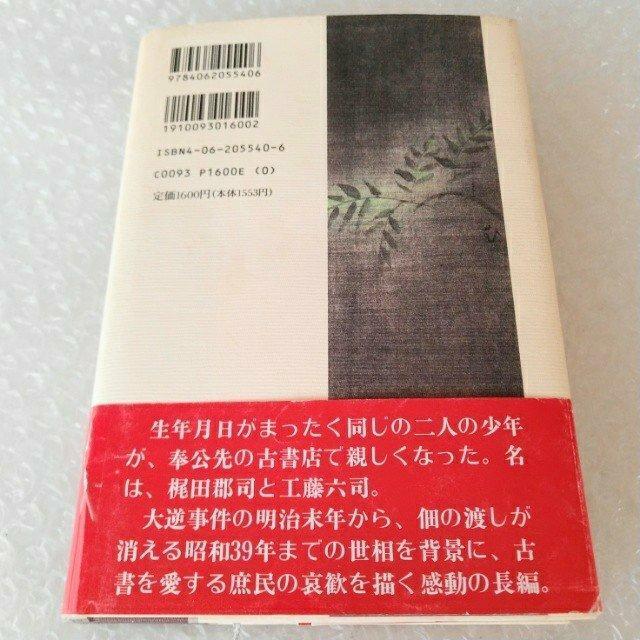 9784062055406
1910093016002
ISBN4-06-205540-6
C0093 P1600E (0)
定価1600円(本体1553円)
生年月日がまったく同じの二人の少年
が、奉公先の古書店で親しくなった。名
は、梶田郡司と工藤六司。
大逆事件の明治末年から、佃の渡しが
消える昭和39年までの世相を背景に、古
書を愛する庶民の哀歓を描く感動の長編。